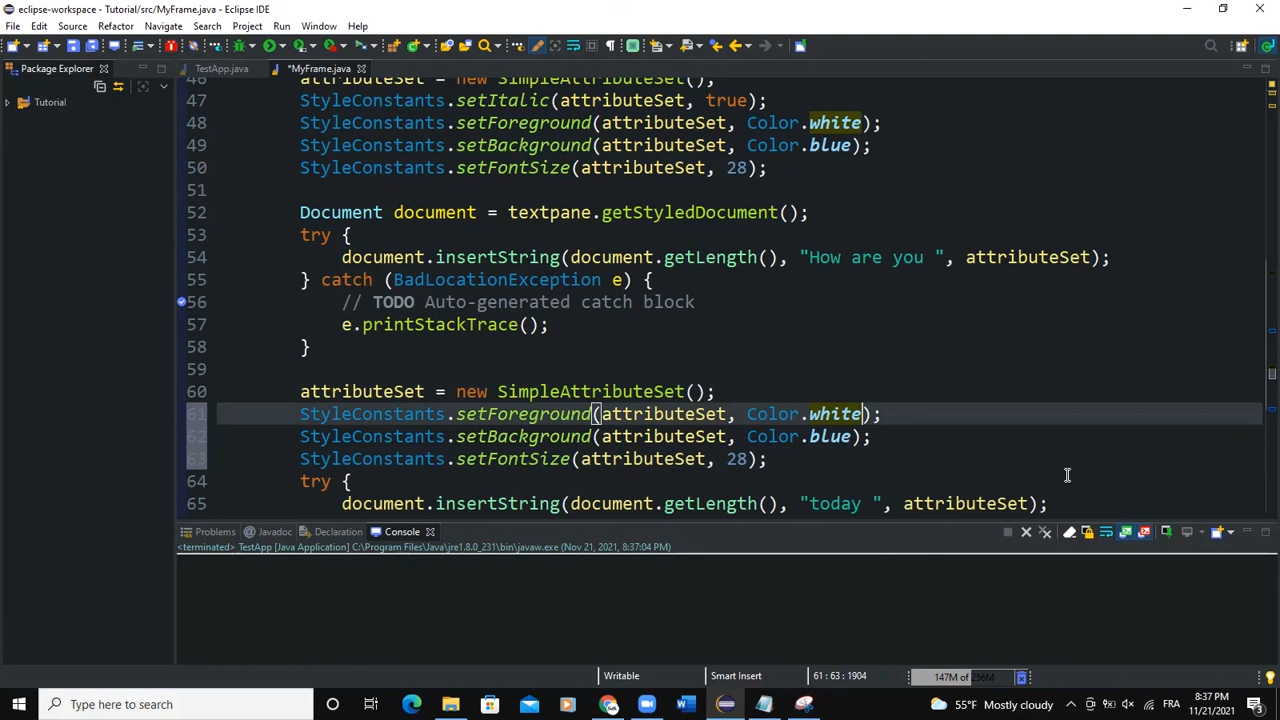 eclipse-workspace - Tutorial/src/MyFrame.java - Eclipse IDE
File Edit Source Refactor Navigate Search Project Run Window Help
Package Explorer
TestApp.java
*MyFrame.java
Tutorial
46 attributeSet = new SimpleAttributeSet();
47 StyleConstants.setItalic(attributeSet, true);
48 StyleConstants.setForeground(attributeSet, Color.white);
49 StyleConstants.setBackground(attributeSet, Color.blue);
50 StyleConstants.setFontSize(attributeSet, 28);
51
52 Document document = textpane.getStyledDocument();
53 try {
54 document.insertString(document.getLength(), "How are you ", attributeSet);
55 } catch (BadLocationException e) {
56 // TODO Auto-generated catch block
57 e.printStackTrace();
58 }
59
60 attributeSet = new SimpleAttributeSet();
61 StyleConstants.setForeground(attributeSet, Color.white);
62 StyleConstants.setBackground(attributeSet, Color.blue);
63 StyleConstants.setFontSize(attributeSet, 28);
64 try {
65 document.insertString(document.getLength(), "today ", attributeSet);
Problems Javadoc Declaration Console
<terminated> TestApp [Java Application] C:\Program Files\Java\jre1.8.0_231\bin\javaw.exe (Nov 21, 2021, 8:37:04 PM)
Writable Smart Insert 61 : 63 : 1904 147M of 256M
Type here to search
55°F Mostly cloudy
FRA
8:37 PM
11/21/2021
3